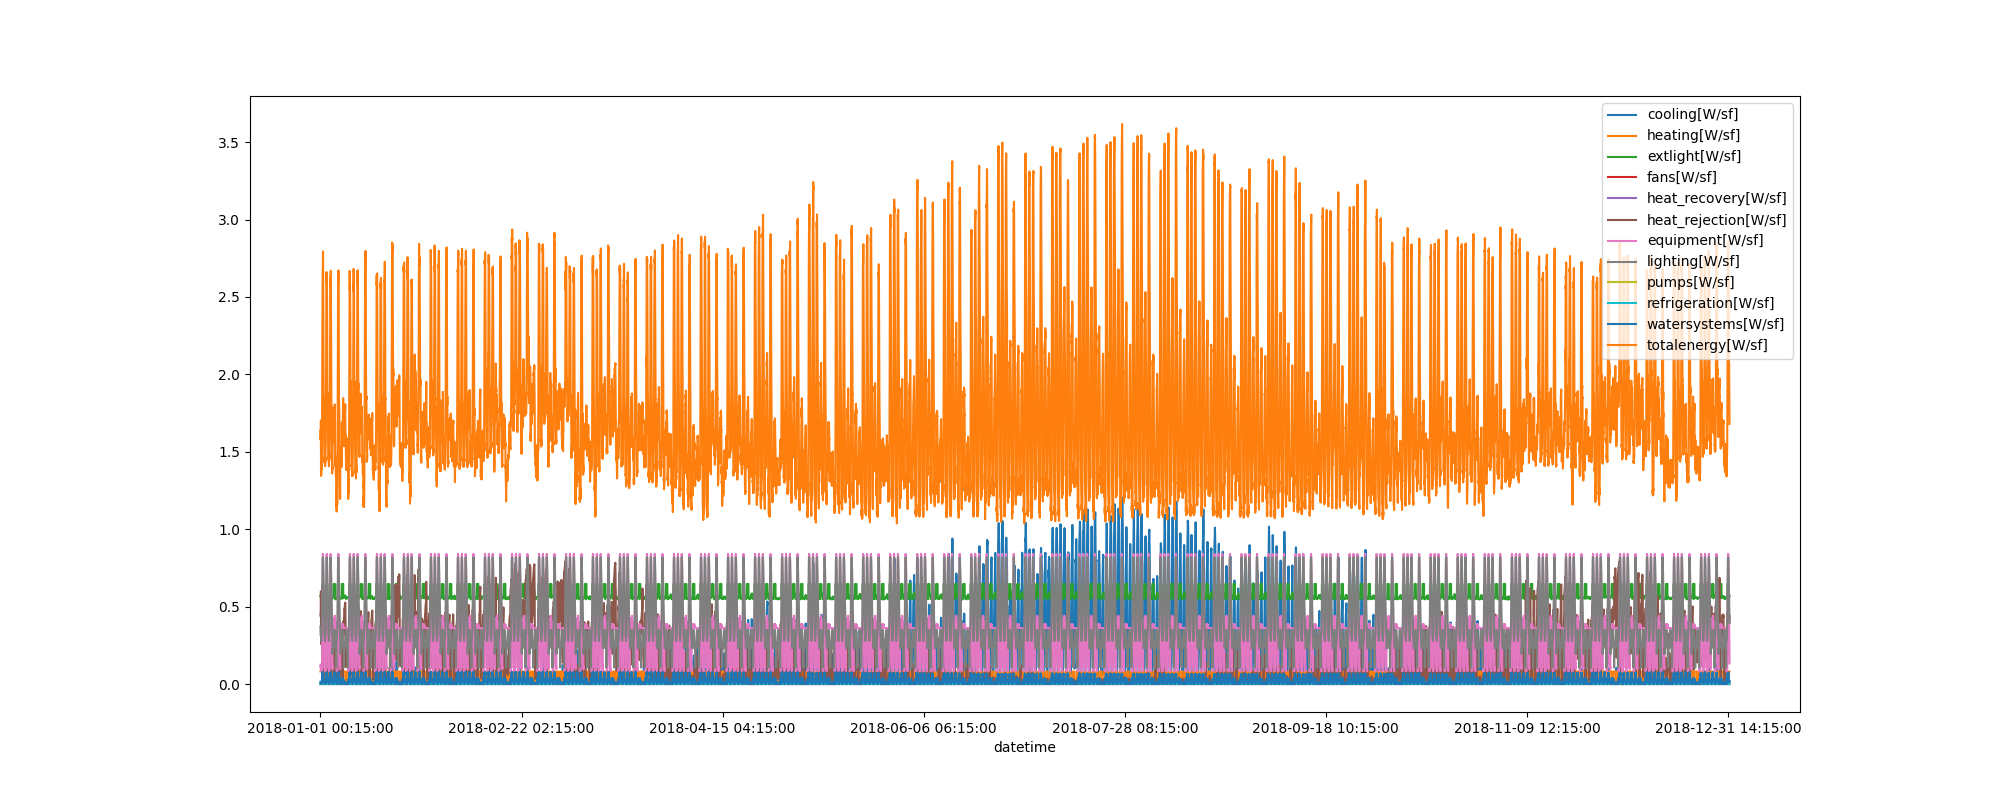 3.5
3.0
2.5
2.0
1.5
1.0
0.5
0.0
cooling[W/sf]
heating[W/sf]
extlight[W/sf]
fans[W/sf]
heat_recovery[W/sf]
heat_rejection[W/sf]
equipment[W/sf]
lighting[W/sf]
pumps[W/sf]
refrigeration[W/sf]
watersystems[W/sf]
totalenergy[W/sf]
2018-01-01 00:15:00
2018-02-22 02:15:00
2018-04-15 04:15:00
2018-06-06 06:15:00
2018-07-28 08:15:00
2018-09-18 10:15:00
2018-11-09 12:15:00
2018-12-31 14:15:00
datetime